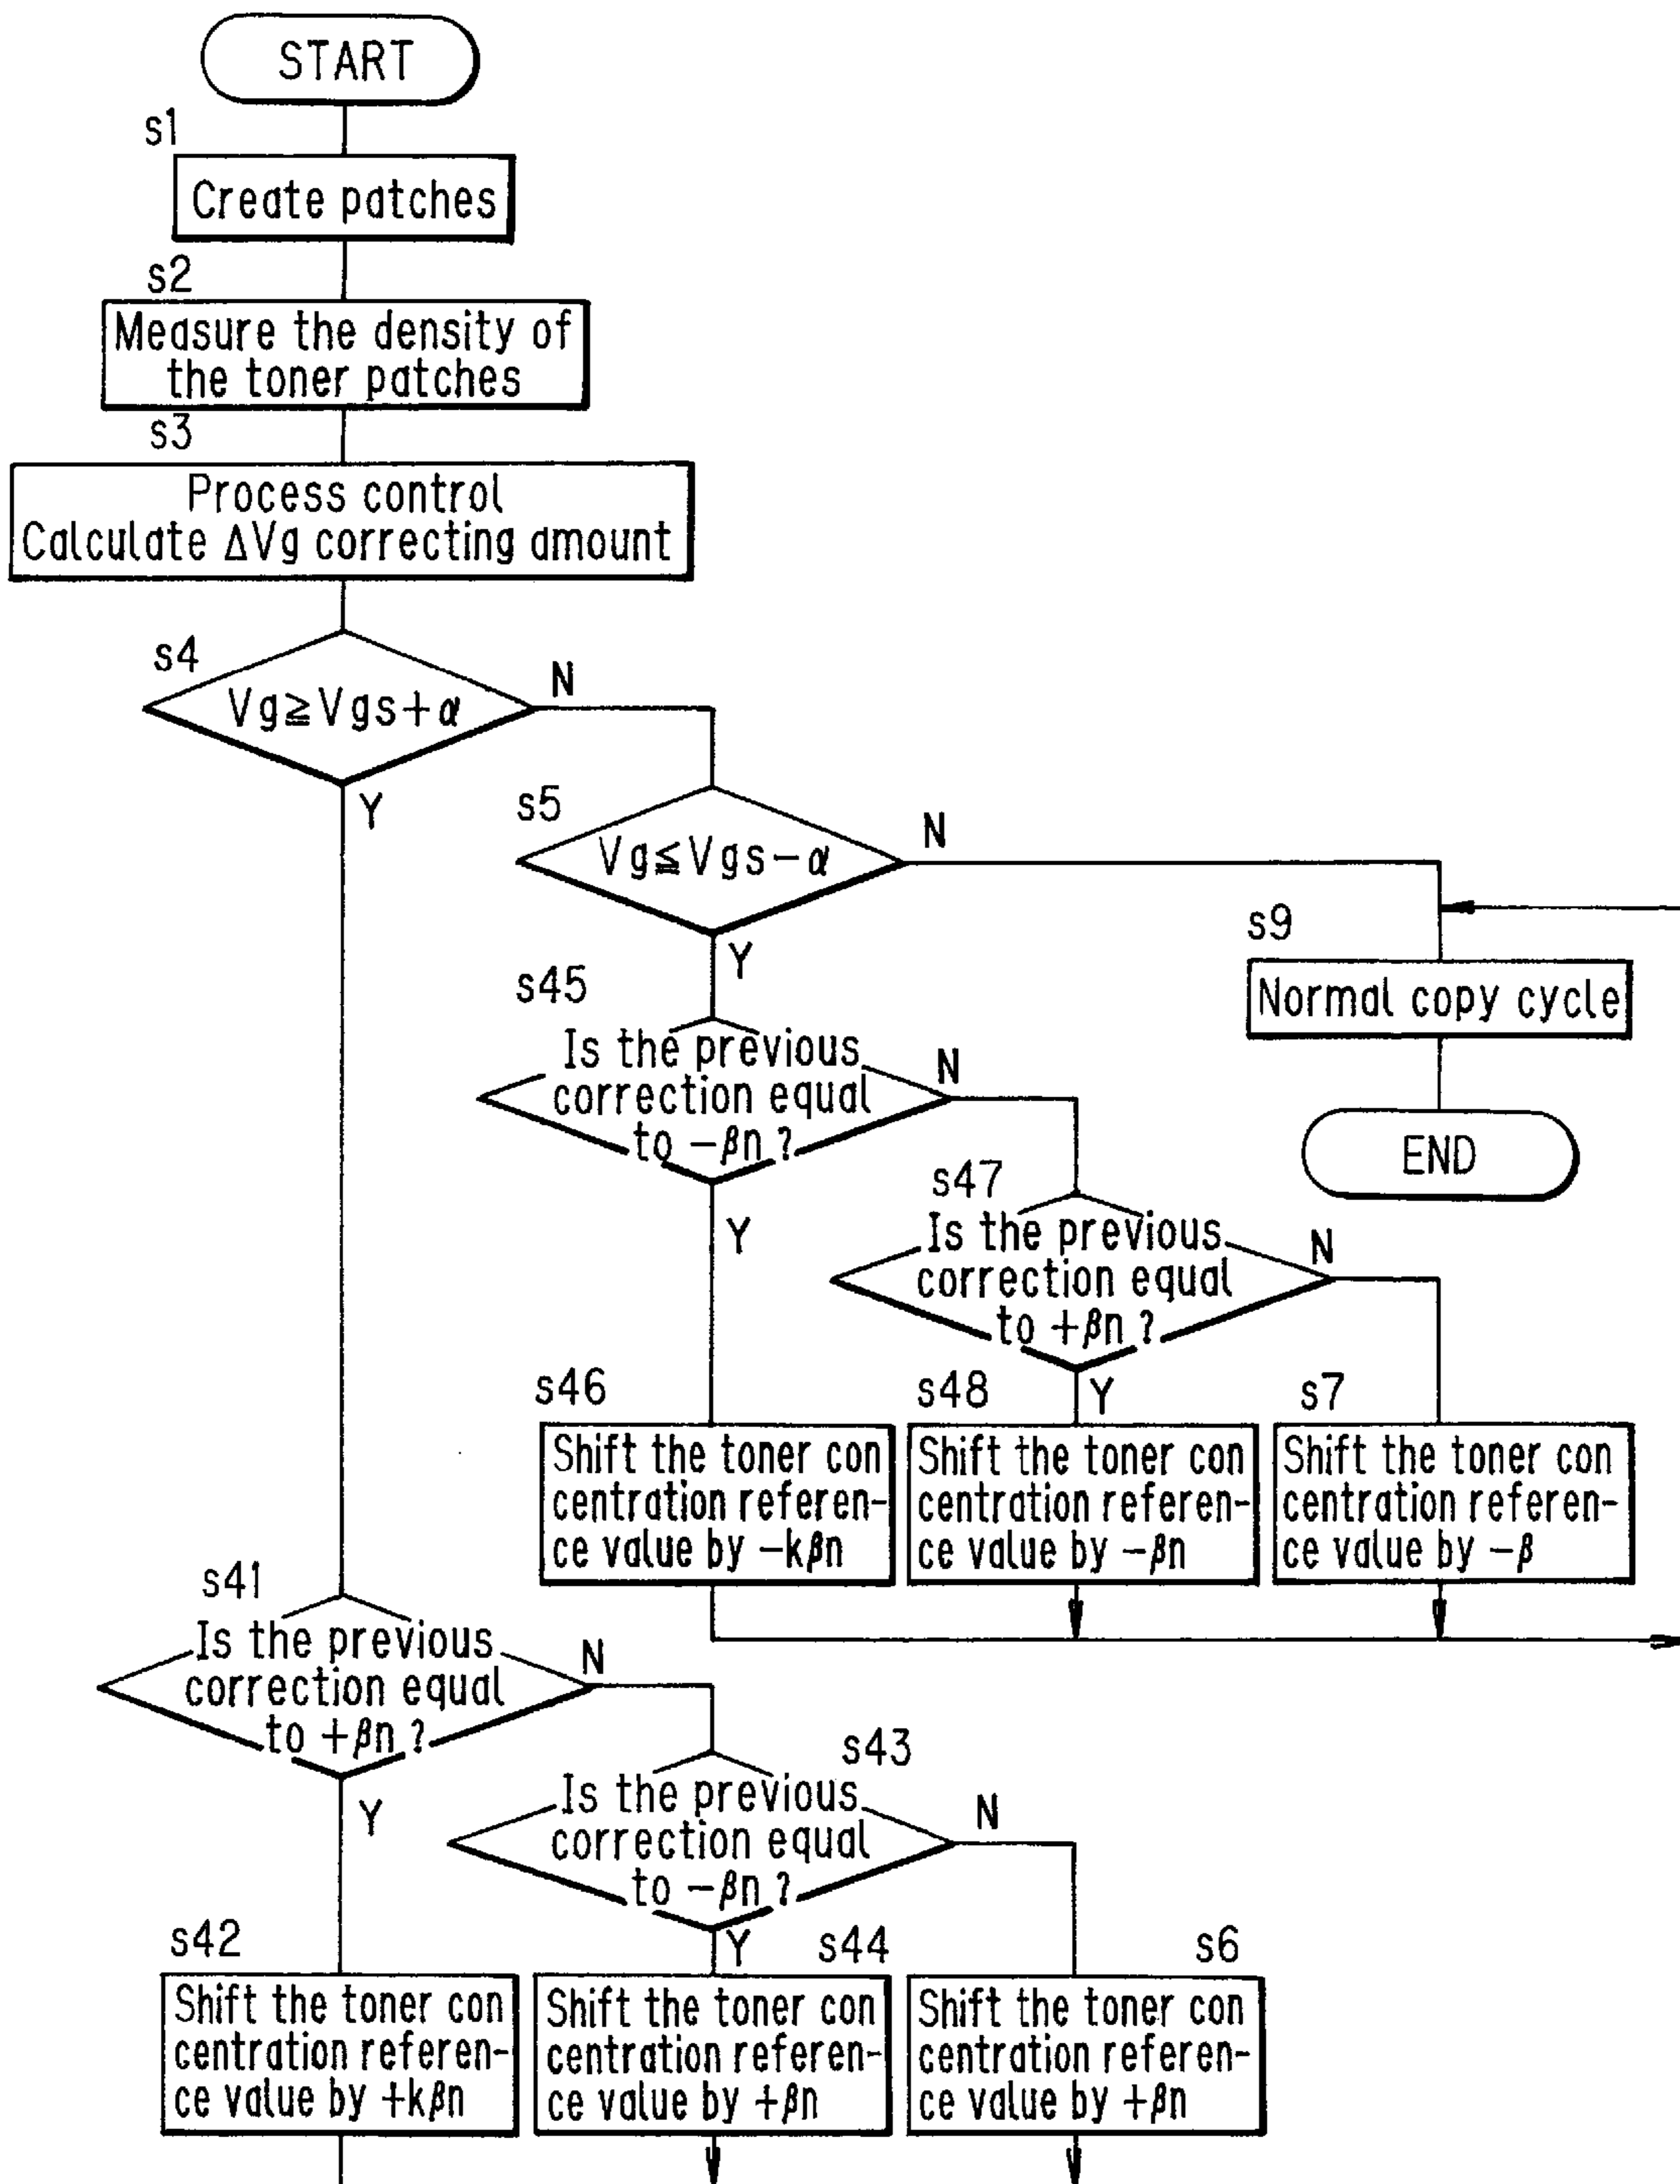 START
s1
Create patches
s2
Measure the density of
the toner patches
s3
Process control
Calculate ΔVg correcting amount
s4
Vg≧Vgs+α
N
Y
s5
Vg≦Vgs-α
N
Y
s9
Normal copy cycle
END
s45
Is the previous
correction equal
to -βn ?
N
Y
s47
Is the previous
correction equal
to +βn ?
N
Y
s46
Shift the toner con
centration referen-
ce value by -kβn
s48
Shift the toner con
centration referen-
ce value by -βn
s7
Shift the toner con
centration referen-
ce value by -β
s41
Is the previous
correction equal
to +βn ?
N
Y
s43
Is the previous
correction equal
to -βn ?
N
Y
s42
Shift the toner con
centration referen-
ce value by +kβn
s44
Shift the toner con
centration referen-
ce value by +βn
s6
Shift the toner con
centration referen-
ce value by +βn